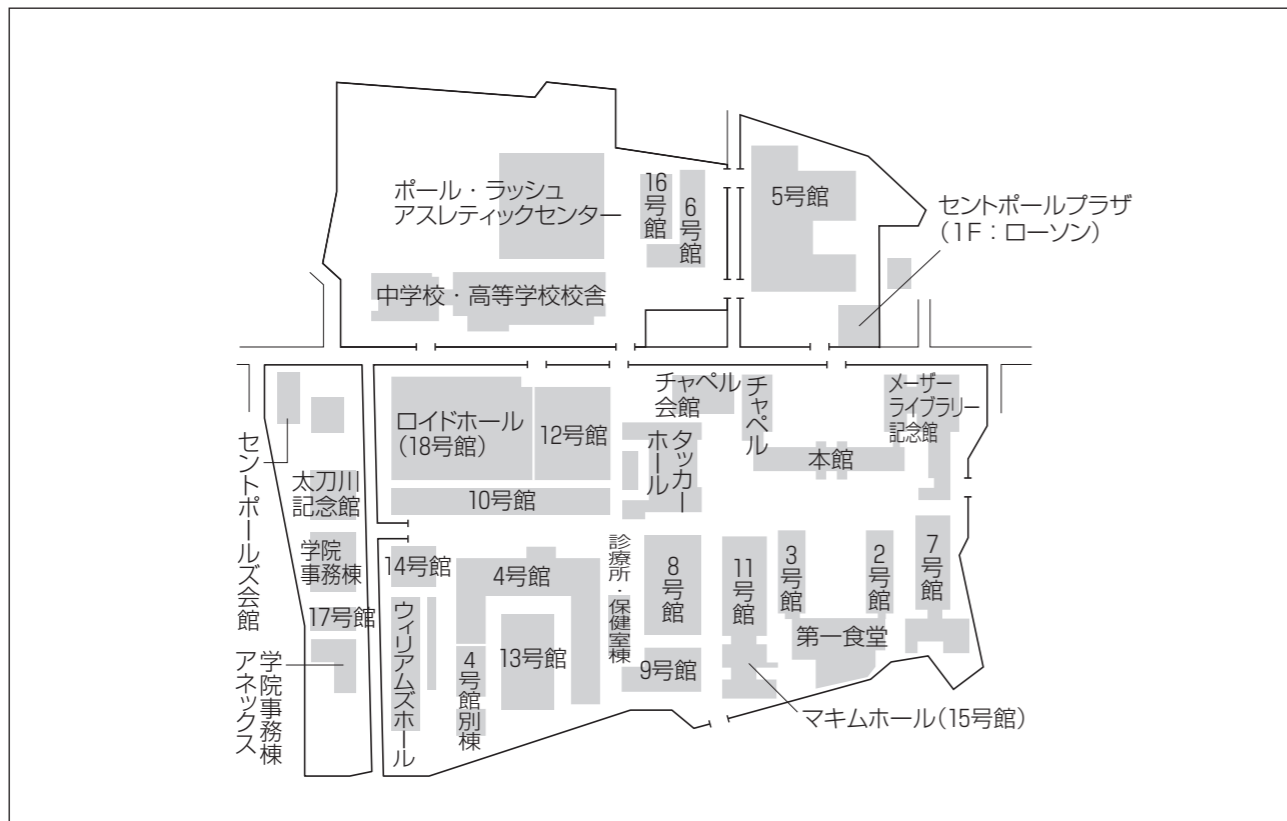 ポール・ラッシュ
アスレティックセンター
16号館
6号館
5号館
セントポールプラザ
(1F:ローソン)
中学校・高等学校校舎
チャペル
会館
チャペル
メーザー
ライブラリー
記念館
ロイドホール
(18号館)
12号館
タッカー
ホール
本館
セントポールズ会館
太刀川
記念館
10号館
学院
事務棟
14号館
4号館
診療所・保健室棟
8号館
11号館
3号館
2号館
7号館
17号館
ウィリアムズホール
13号館
4号館別棟
9号館
第一食堂
学院事務棟
アネックス
マキムホール(15号館)